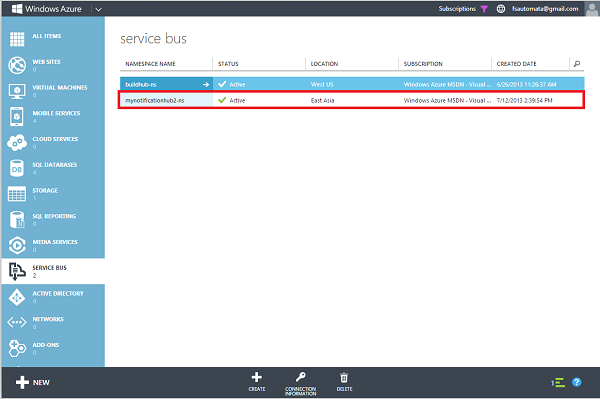 Windows Azure
Subscriptions
fsautomata@gmail.com
ALL ITEMS
WEB SITES
0
VIRTUAL MACHINES
0
MOBILE SERVICES
4
CLOUD SERVICES
0
SQL DATABASES
4
STORAGE
1
SQL REPORTING
0
MEDIA SERVICES
0
SERVICE BUS
2
ACTIVE DIRECTORY
0
NETWORKS
0
ADD-ONS
0
service bus
NAMESPACE NAME STATUS LOCATION SUBSCRIPTION CREATED DATE
buildhub-ns Active West US Windows Azure MSDN - Visual ... 6/26/2013 11:26:37 AM
mynotificationhub2-ns Active East Asia Windows Azure MSDN - Visual ... 7/12/2013 2:39:54 PM
NEW
CREATE
CONNECTION
INFORMATION
DELETE
1
?